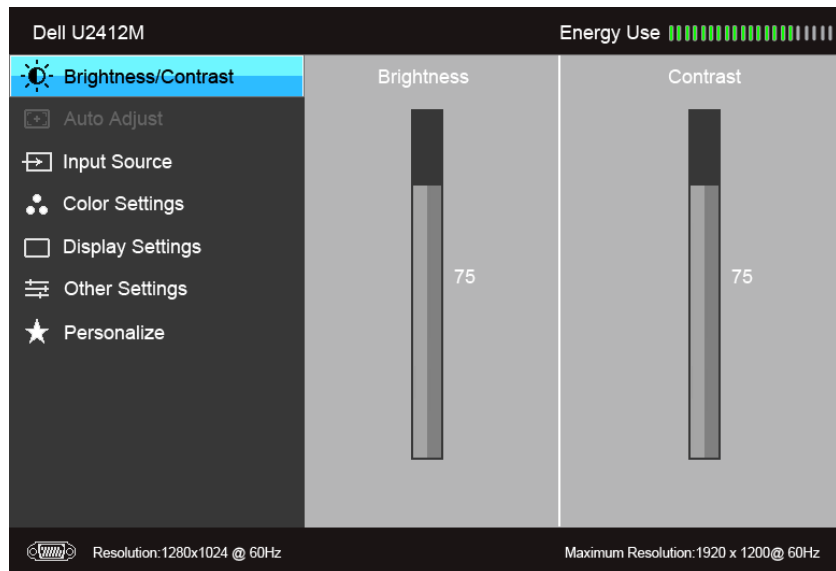 Dell U2412M
Energy Use
Brightness/Contrast
Auto Adjust
Input Source
Color Settings
Display Settings
Other Settings
Personalize
Brightness
75
Contrast
75
Resolution:1280x1024 @ 60Hz
Maximum Resolution:1920 x 1200@ 60Hz